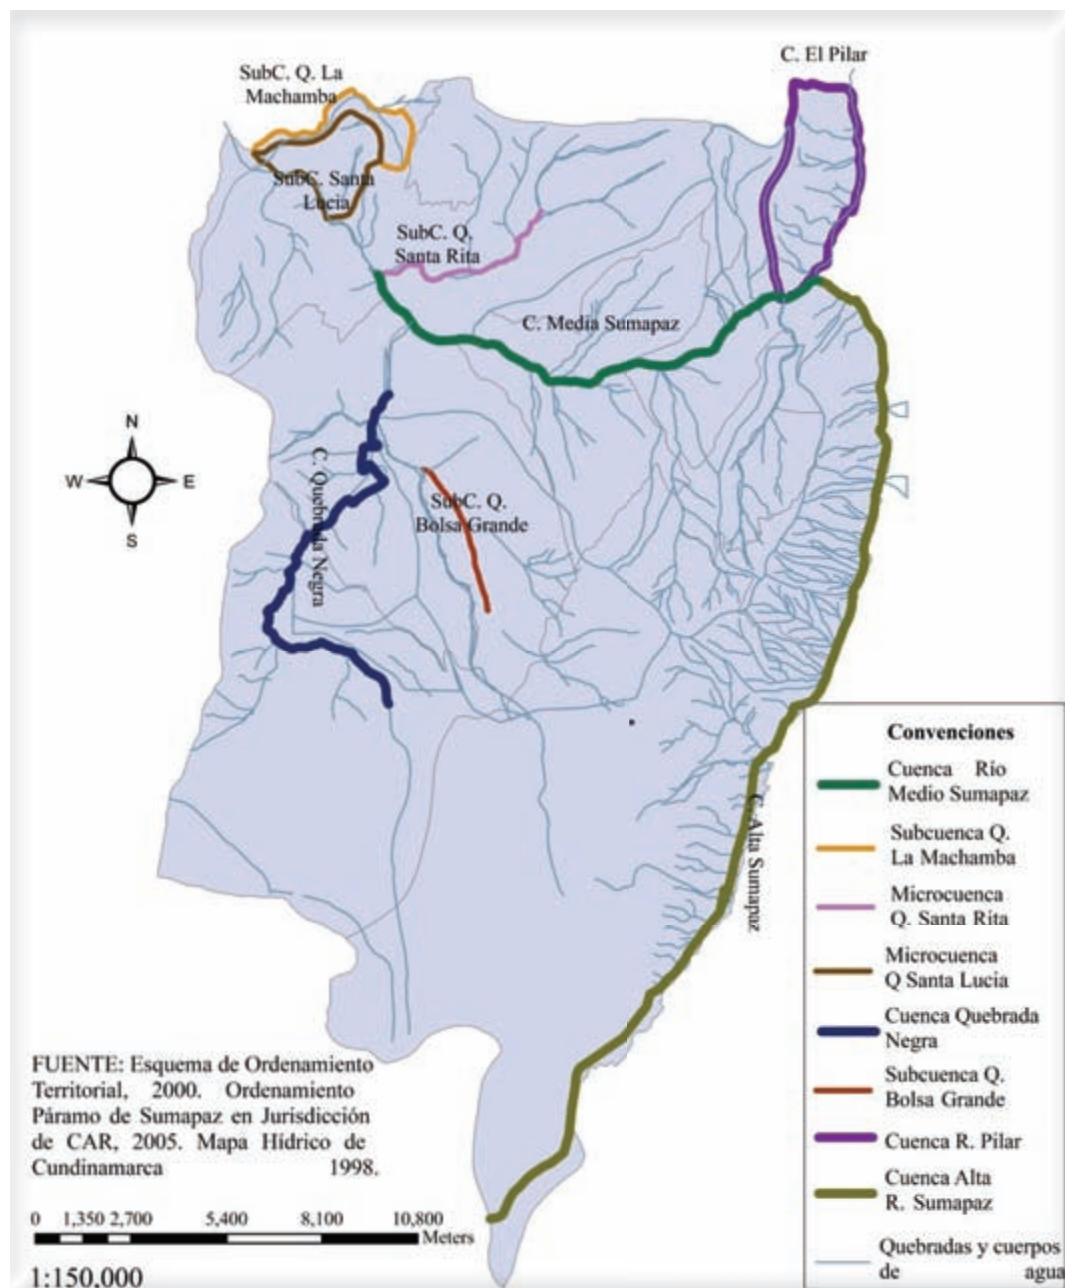 C. El Pilar
SubC. Q. La
Machamba
SubC. Santa
Lucia
SubC. Q.
Santa Rita
C. Media Sumapaz
N
W
E
S
C. Quebrada Negra
SubC. Q.
Bolsa Grande
C. Alta Sumapaz
Convenciones
Cuenca Río
Medio Sumapaz
Subcuenca Q.
La Machamba
Microcuenca
Q. Santa Rita
Microcuenca
Q Santa Lucia
Cuenca Quebrada
Negra
Subcuenca Q.
Bolsa Grande
Cuenca R. Pilar
Cuenca Alta
R. Sumapaz
Quebradas y cuerpos
de agua
FUENTE: Esquema de Ordenamiento
Territorial, 2000. Ordenamiento
Páramo de Sumapaz en Jurisdicción
de CAR, 2005. Mapa Hídrico de
Cundinamarca 1998.
0 1,350 2,700 5,400 8,100 10,800
Meters
1:150,000